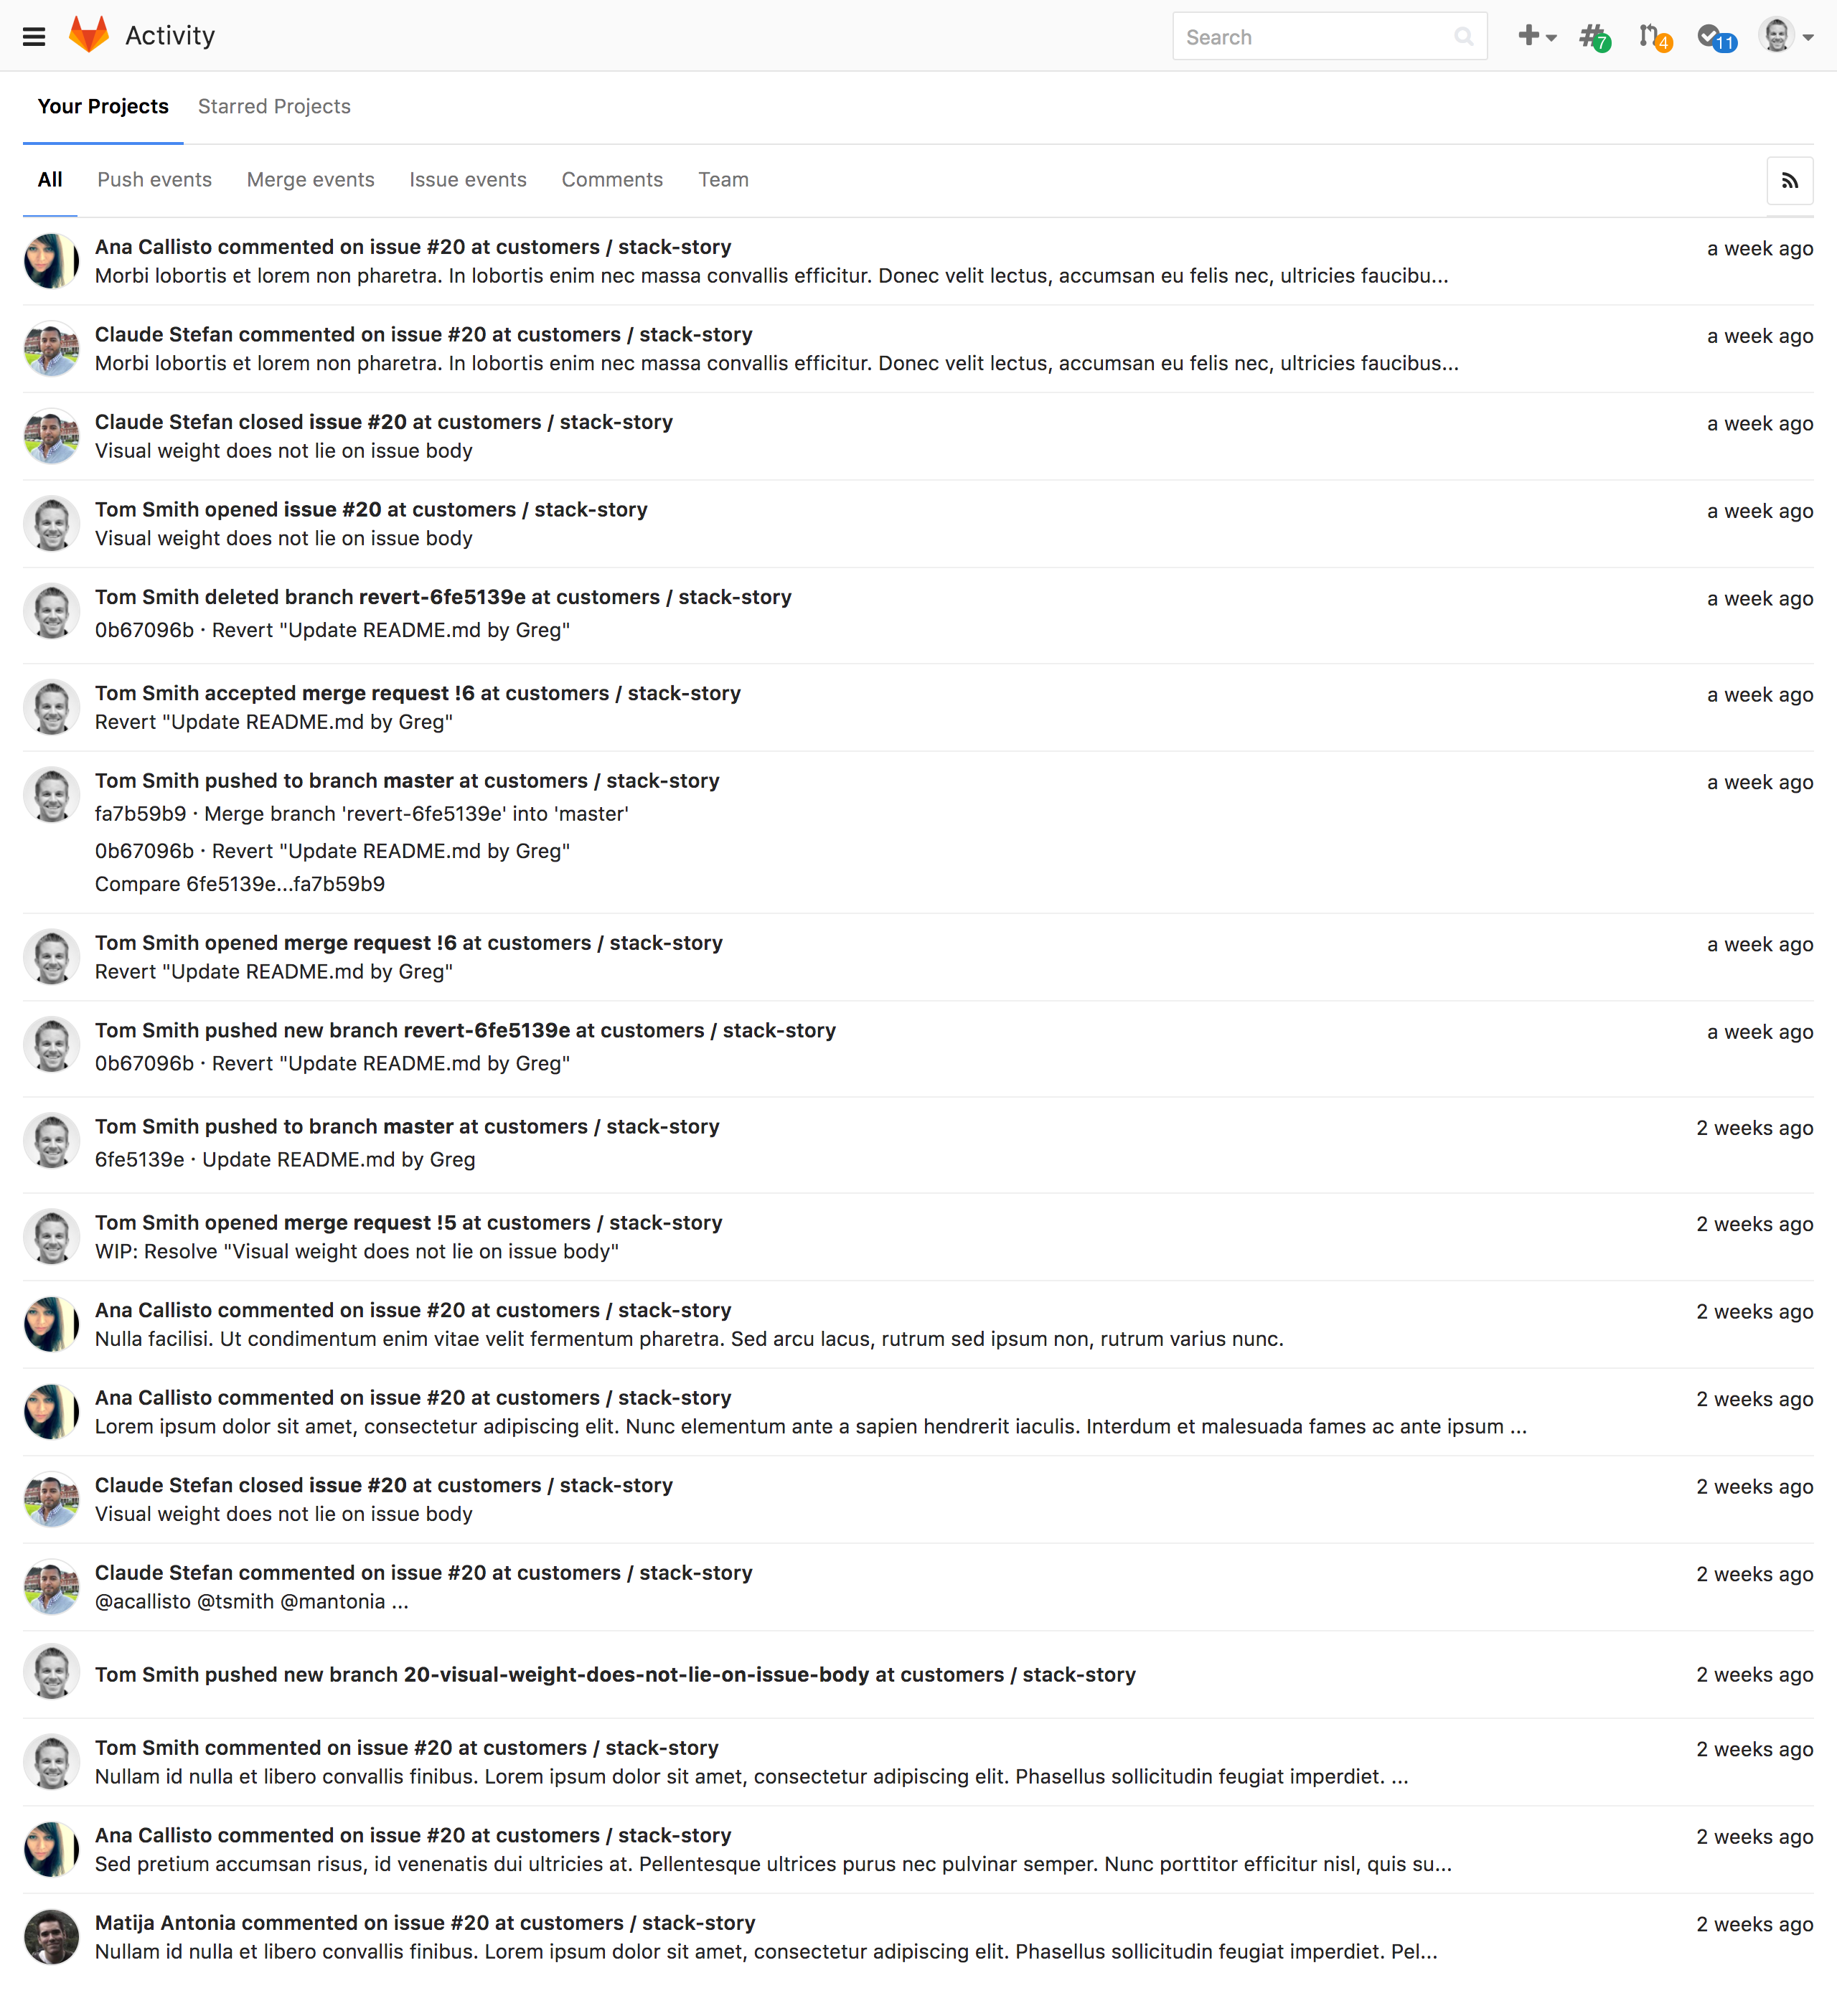 Activity
Search
7
4
11
Your Projects Starred Projects
All Push events Merge events Issue events Comments Team
Ana Callisto commented on issue #20 at customers / stack-story a week ago
Morbi lobortis et lorem non pharetra. In lobortis enim nec massa convallis efficitur. Donec velit lectus, accumsan eu felis nec, ultricies faucibu...
Claude Stefan commented on issue #20 at customers / stack-story a week ago
Morbi lobortis et lorem non pharetra. In lobortis enim nec massa convallis efficitur. Donec velit lectus, accumsan eu felis nec, ultricies faucibus...
Claude Stefan closed issue #20 at customers / stack-story a week ago
Visual weight does not lie on issue body
Tom Smith opened issue #20 at customers / stack-story a week ago
Visual weight does not lie on issue body
Tom Smith deleted branch revert-6fe5139e at customers / stack-story a week ago
0b67096b · Revert "Update README.md by Greg"
Tom Smith accepted merge request !6 at customers / stack-story a week ago
Revert "Update README.md by Greg"
Tom Smith pushed to branch master at customers / stack-story a week ago
fa7b59b9 · Merge branch 'revert-6fe5139e' into 'master'
0b67096b · Revert "Update README.md by Greg"
Compare 6fe5139e...fa7b59b9
Tom Smith opened merge request !6 at customers / stack-story a week ago
Revert "Update README.md by Greg"
Tom Smith pushed new branch revert-6fe5139e at customers / stack-story a week ago
0b67096b · Revert "Update README.md by Greg"
Tom Smith pushed to branch master at customers / stack-story 2 weeks ago
6fe5139e · Update README.md by Greg
Tom Smith opened merge request !5 at customers / stack-story 2 weeks ago
WIP: Resolve "Visual weight does not lie on issue body"
Ana Callisto commented on issue #20 at customers / stack-story 2 weeks ago
Nulla facilisi. Ut condimentum enim vitae velit fermentum pharetra. Sed arcu lacus, rutrum sed ipsum non, rutrum varius nunc.
Ana Callisto commented on issue #20 at customers / stack-story 2 weeks ago
Lorem ipsum dolor sit amet, consectetur adipiscing elit. Nunc elementum ante a sapien hendrerit iaculis. Interdum et malesuada fames ac ante ipsum ...
Claude Stefan closed issue #20 at customers / stack-story 2 weeks ago
Visual weight does not lie on issue body
Claude Stefan commented on issue #20 at customers / stack-story 2 weeks ago
@acallisto @tsmith @mantonia ...
Tom Smith pushed new branch 20-visual-weight-does-not-lie-on-issue-body at customers / stack-story 2 weeks ago
Tom Smith commented on issue #20 at customers / stack-story 2 weeks ago
Nullam id nulla et libero convallis finibus. Lorem ipsum dolor sit amet, consectetur adipiscing elit. Phasellus sollicitudin feugiat imperdiet. ...
Ana Callisto commented on issue #20 at customers / stack-story 2 weeks ago
Sed pretium accumsan risus, id venenatis dui ultricies at. Pellentesque ultrices purus nec pulvinar semper. Nunc porttitor efficitur nisl, quis su...
Matija Antonia commented on issue #20 at customers / stack-story 2 weeks ago
Nullam id nulla et libero convallis finibus. Lorem ipsum dolor sit amet, consectetur adipiscing elit. Phasellus sollicitudin feugiat imperdiet. Pel...